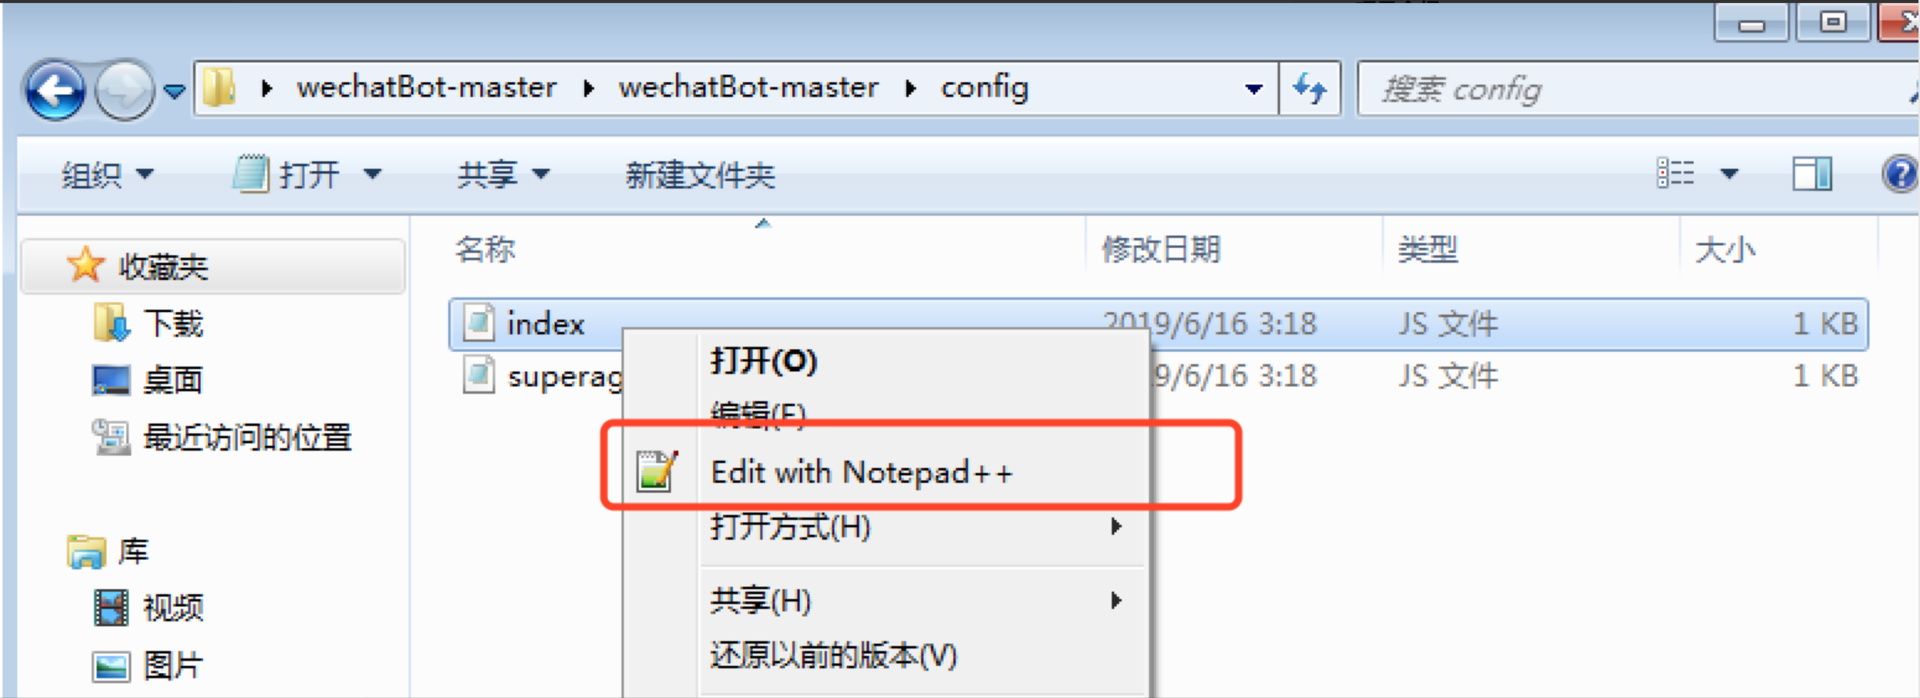 wechatBot-master wechatBot-master config 搜索 config
组织 打开 共享 新建文件夹
名称 修改日期 类型 大小
收藏夹
下载
桌面
最近访问的位置
库
视频
图片
index 2019/6/16 3:18 JS 文件 1 KB
superag 9/6/16 3:18 JS 文件 1 KB
打开(O)
编辑(E)
Edit with Notepad++
打开方式(H)
共享(H)
还原以前的版本(V)